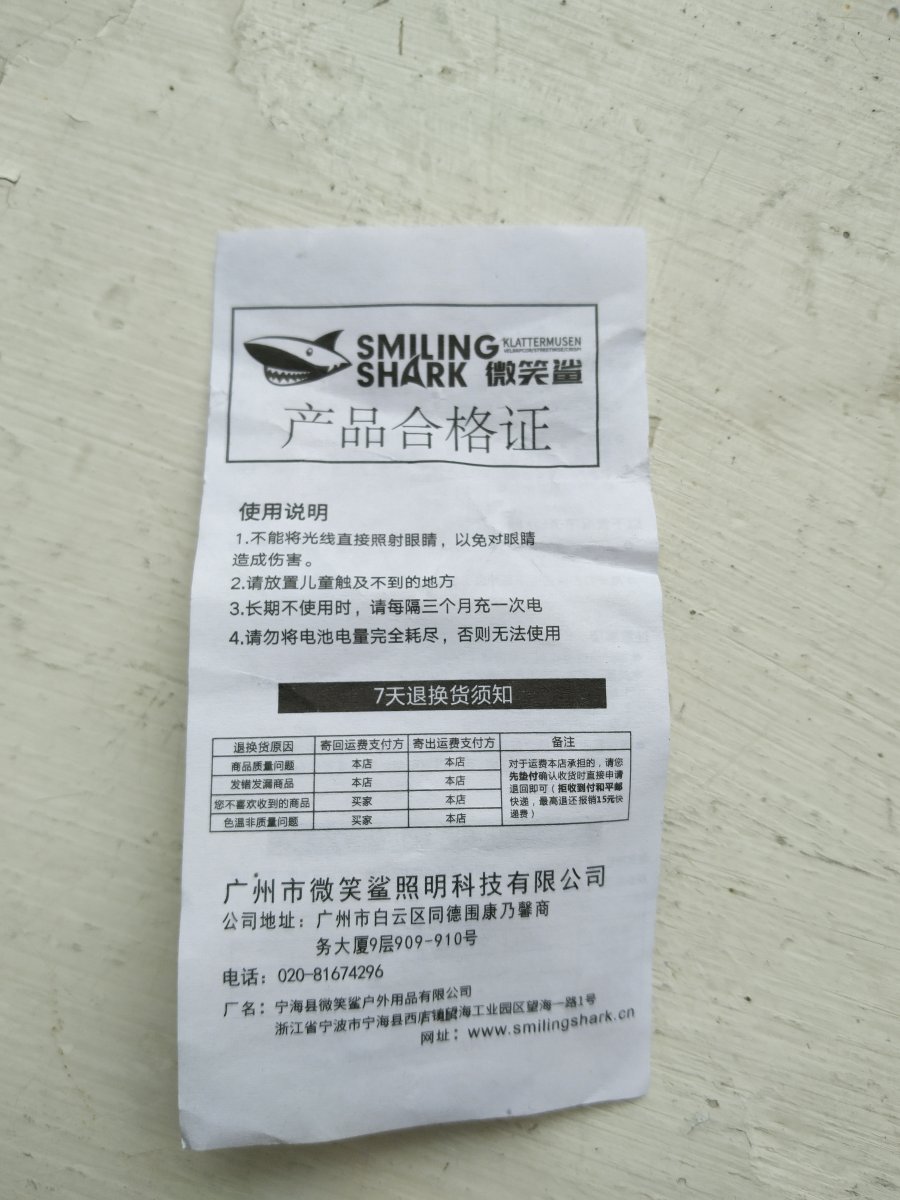 SMILING
SHARK
KLATTERMUSEN
微笑鲨
产品合格证
使用说明
1.不能将光线直接照射眼睛，以免对眼睛
造成伤害。
2.请放置儿童触及不到的地方
3.长期不使用时，请每隔三个月充一次电
4.请勿将电池电量完全耗尽，否则无法使用
7天退换货须知
退换货原因 寄回运费支付方 寄出运费支付方 备注
商品质量问题 本店 本店
发错发漏商品 本店 本店
您不喜欢收到的商品 买家 本店
色温非质量问题 买家 本店
对于运费本店承担的，请您
先垫付确认收货时直接申请
退回即可（拒收到付和平邮
快递，最高退还报销15元快
递费）
广州市微笑鲨照明科技有限公司
公司地址：广州市白云区同德围康乃馨商
务大厦9层909-910号
电话：020-81674296
厂名：宁海县微笑鲨户外用品有限公司
浙江省宁波市宁海县西店镇望海工业园区望海一路1号
网址：www.smilingshark.cn